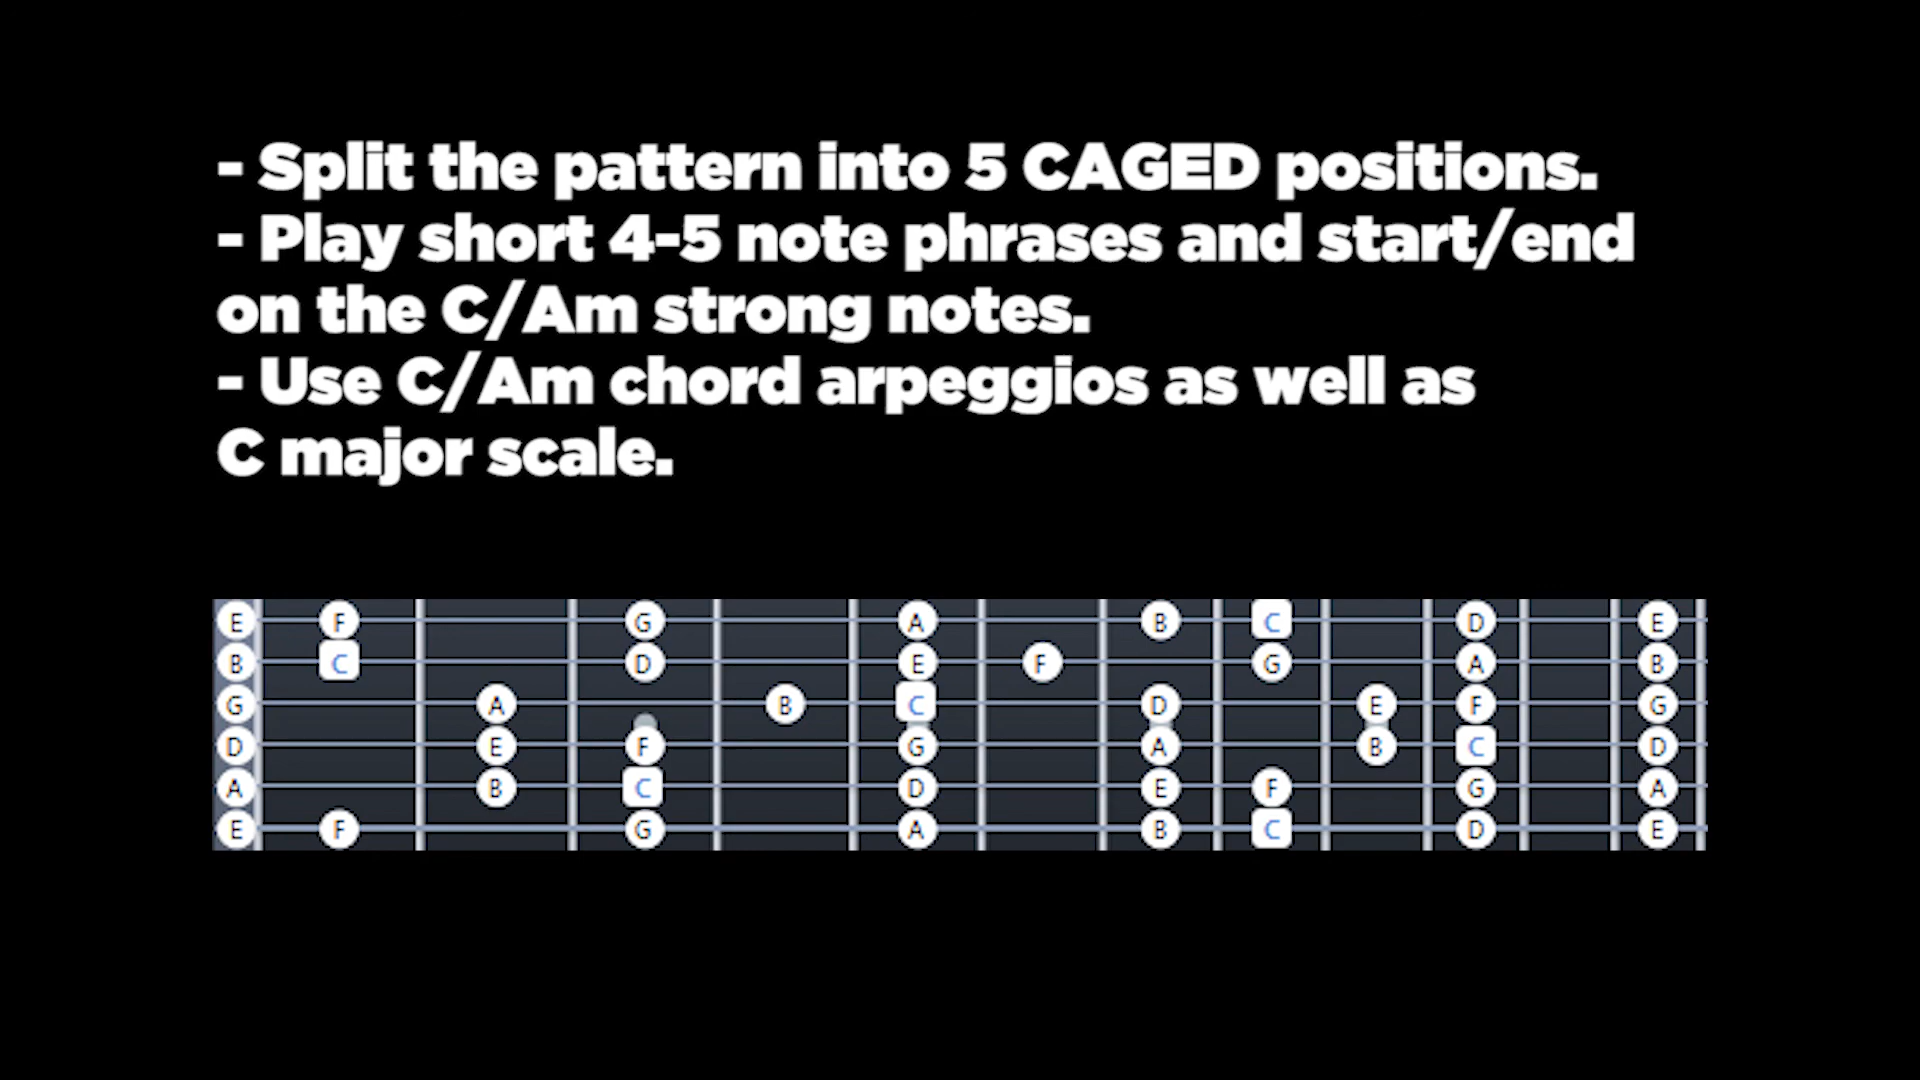 - Split the pattern into 5 CAGED positions.
- Play short 4-5 note phrases and start/end
on the C/Am strong notes.
- Use C/Am chord arpeggios as well as
C major scale.
E F G A B C D E
B C D E F G A B
G A B C D E F G
D E F G A B C D
A B C D E F G A
E F G A B C D E